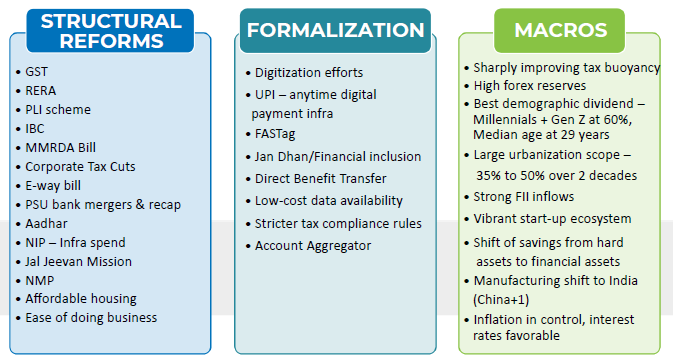 STRUCTURAL
REFORMS
• GST
• RERA
• PLI scheme
• IBC
• MMRDA Bill
• Corporate Tax Cuts
• E-way bill
• PSU bank mergers & recap
• Aadhar
• NIP – Infra spend
• Jal Jeevan Mission
• NMP
• Affordable housing
• Ease of doing business
FORMALIZATION
• Digitization efforts
• UPI – anytime digital
payment infra
• FASTag
• Jan Dhan/Financial inclusion
• Direct Benefit Transfer
• Low-cost data availability
• Stricter tax compliance rules
• Account Aggregator
MACROS
• Sharply improving tax buoyancy
• High forex reserves
• Best demographic dividend –
Millennials + Gen Z at 60%,
Median age at 29 years
• Large urbanization scope –
35% to 50% over 2 decades
• Strong FII inflows
• Vibrant start-up ecosystem
• Shift of savings from hard
assets to financial assets
• Manufacturing shift to India
(China+1)
• Inflation in control, interest
rates favorable